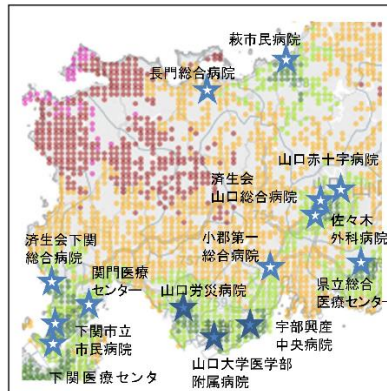 萩市民病院
長門総合病院
山口赤十字病院
済生会
山口総合病院
佐々木
外科病院
済生会下関
総合病院
小郡第一
総合病院
関門医療
センター
山口労災病院
県立総合
医療センター
下関市立
市民病院
宇部興産
中央病院
山口大学医学部
附属病院
下関医療センタ